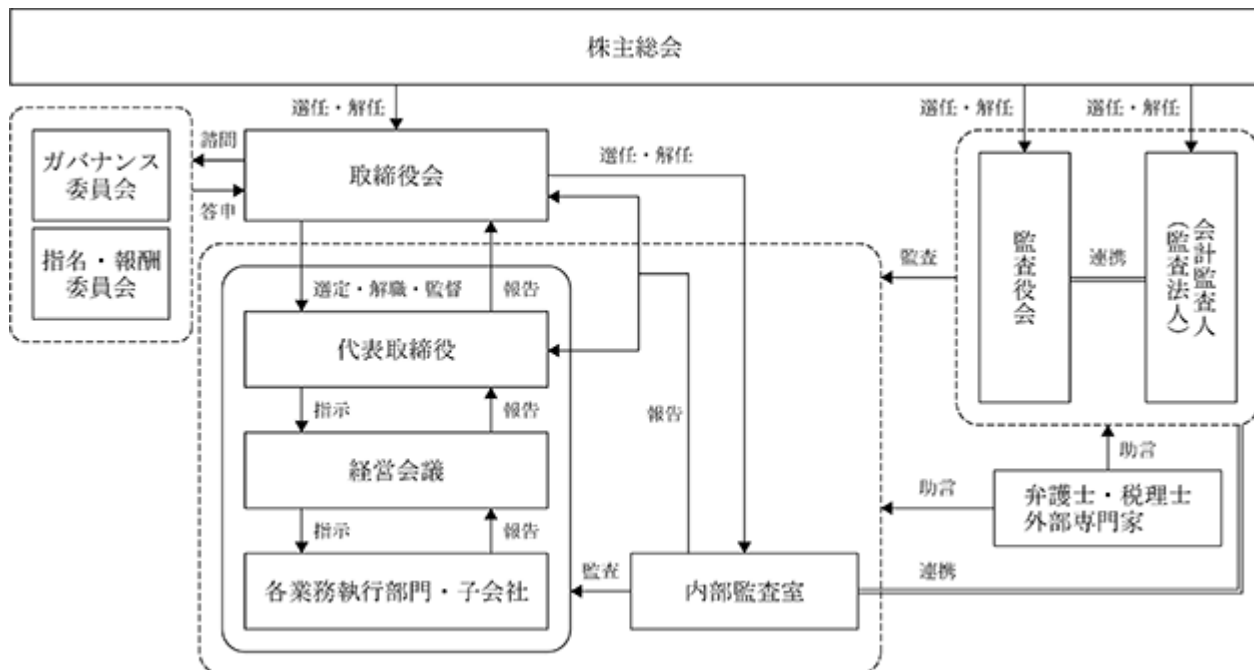 株主総会
選任・解任
選任・解任
選任・解任
ガバナンス
委員会
指名・報酬
委員会
諮問
答申
取締役会
選任・解任
選定・解職・監督
報告
代表取締役
指示
報告
経営会議
指示
報告
各業務執行部門・子会社
監査
内部監査室
報告
監査
監査役会
連携
会計監査人
（監査法人）
助言
助言
弁護士・税理士
外部専門家
連携